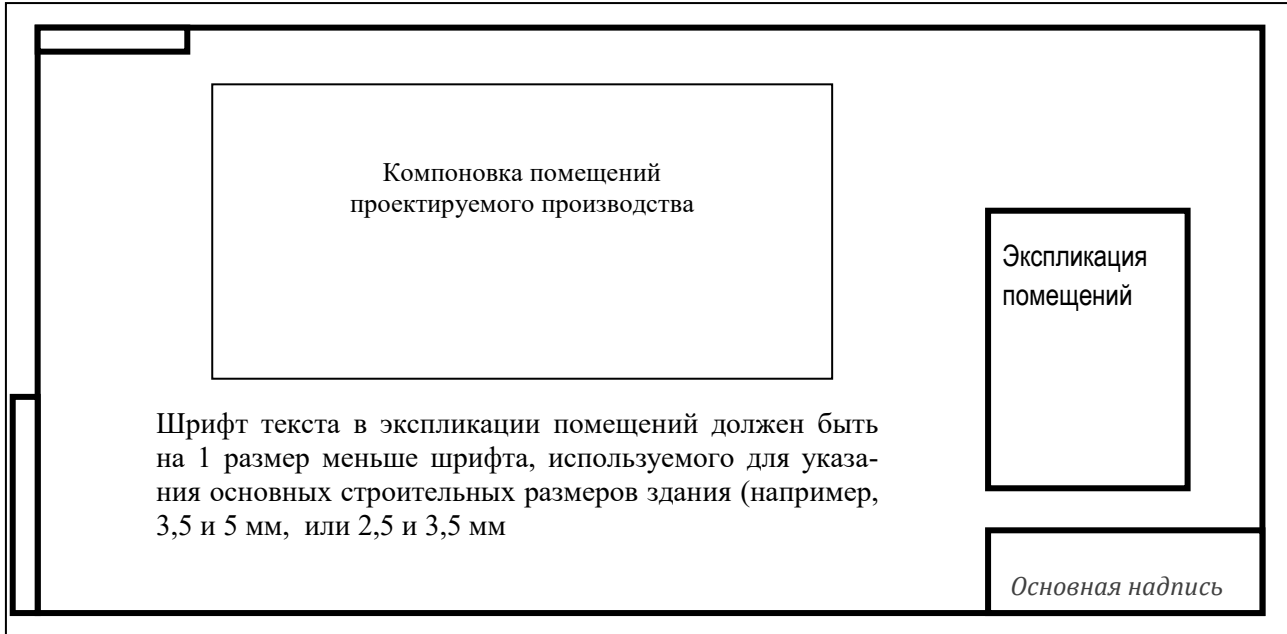 Компоновка помещений
проектируемого производства
Экспликация
помещений
Шрифт текста в экспликации помещений должен быть
на 1 размер меньше шрифта, используемого для указа-
ния основных строительных размеров здания (например,
3,5 и 5 мм,  или 2,5 и 3,5 мм
Основная надпись